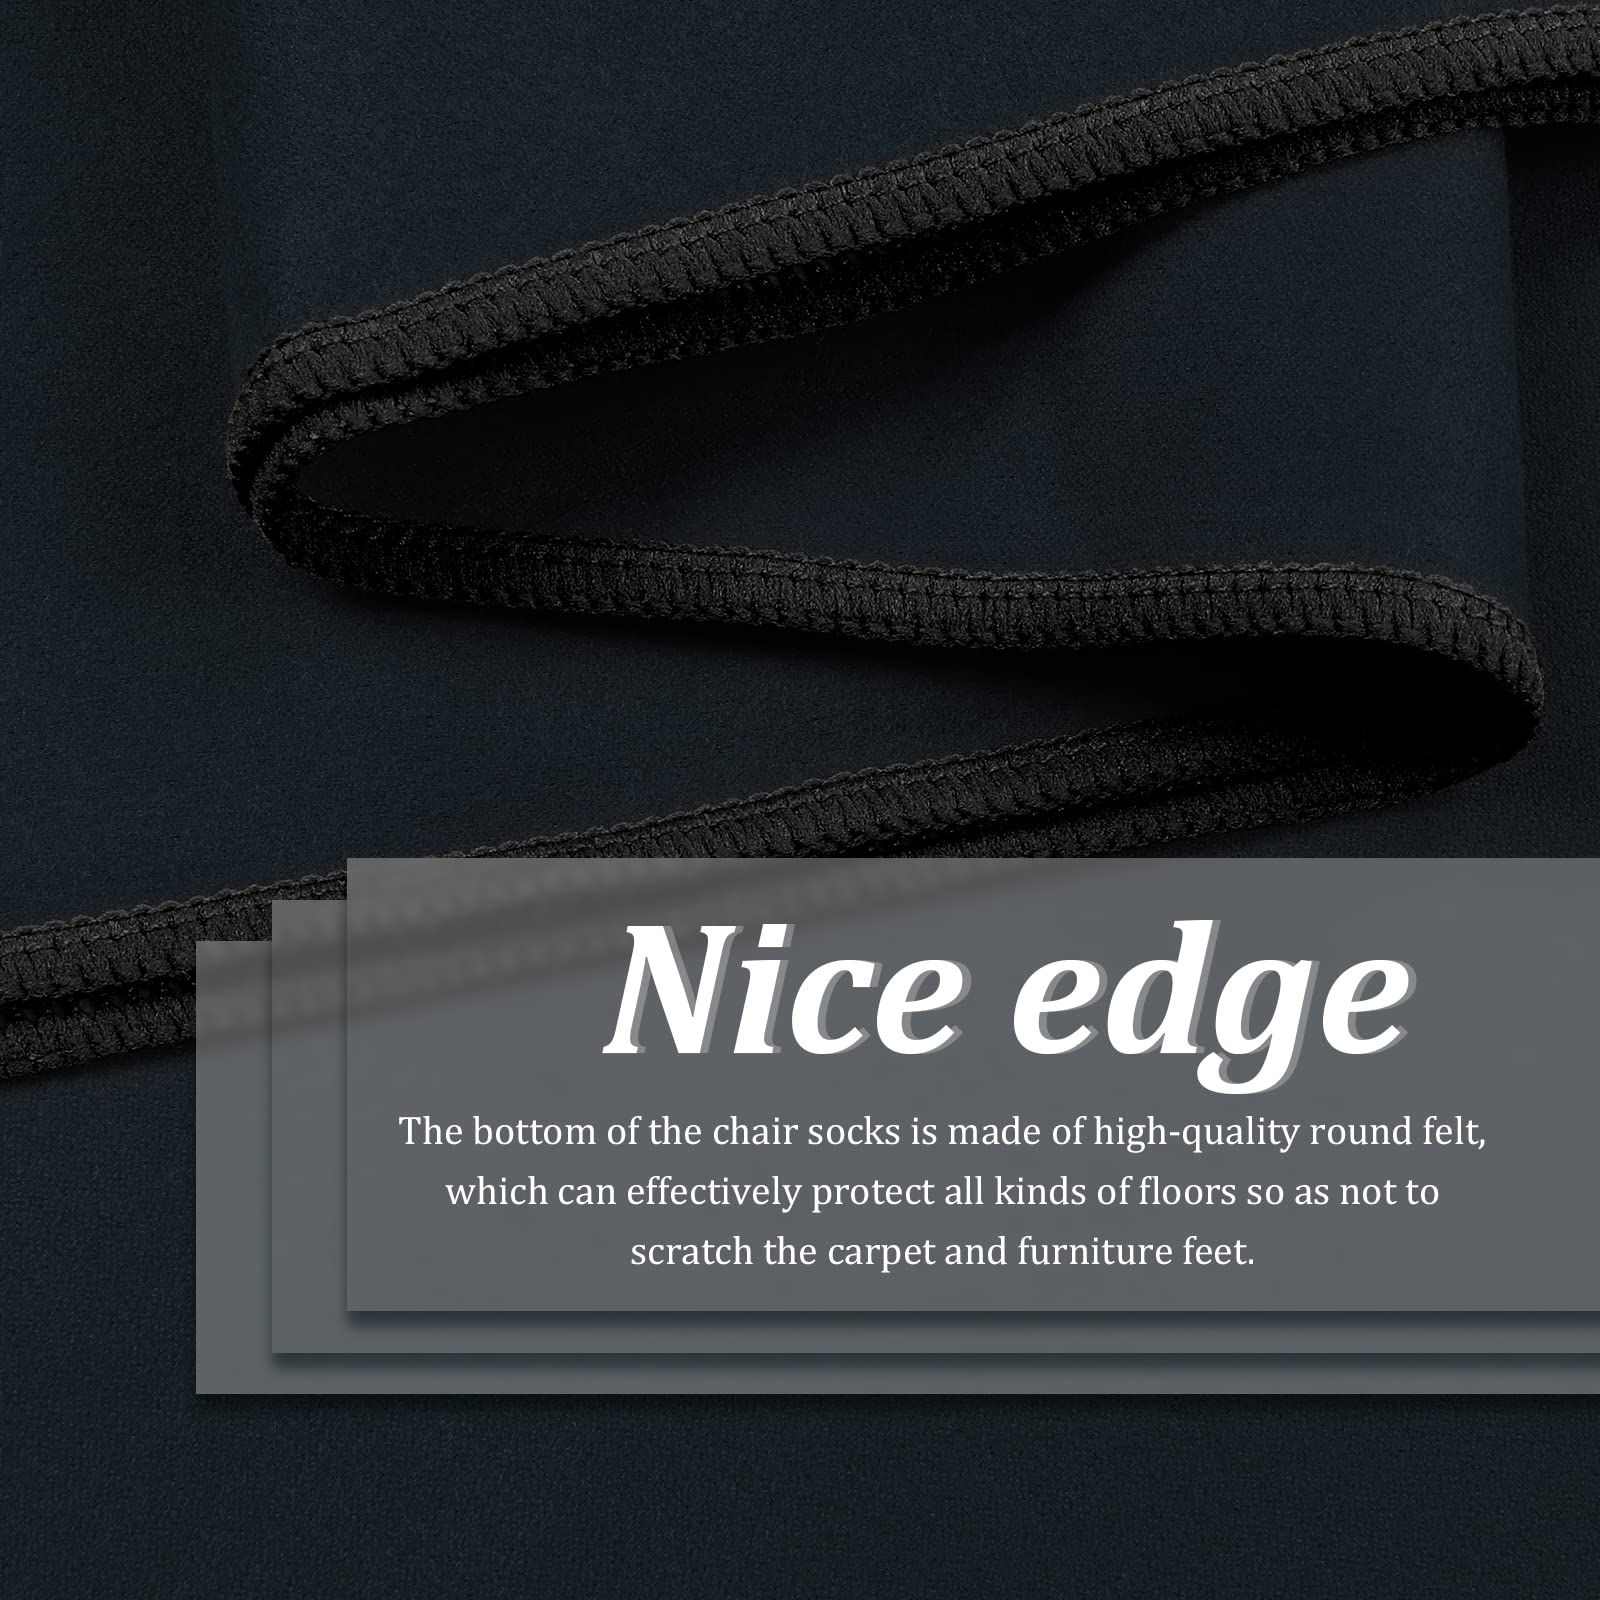 Nice edge
The bottom of the chair socks is made of high-quality round felt,
which can effectively protect all kinds of floors so as not to
scratch the carpet and furniture feet.